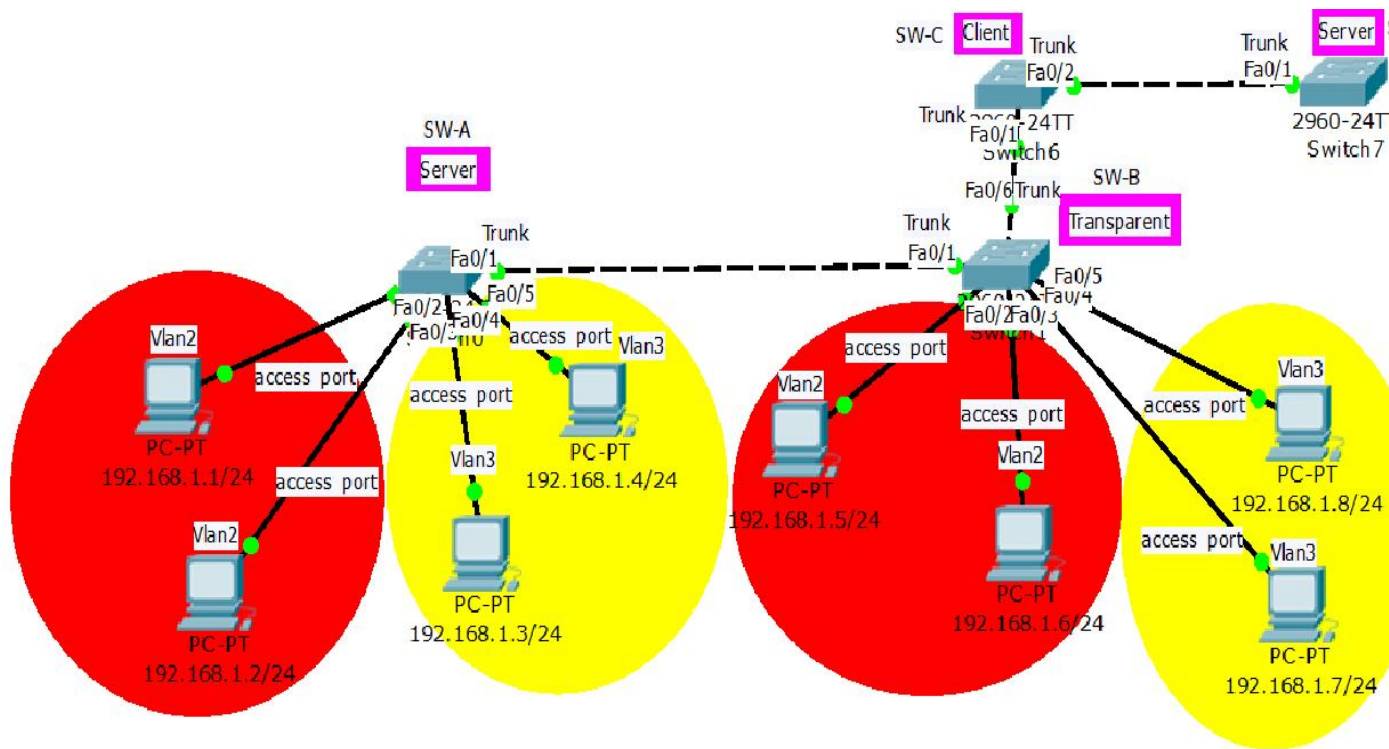 SW-C
Client
Trunk
Fa0/2
Trunk
Fa0/1
Server
2960-24TT
Switch7
Trunk
Fa0/1
-24TT
Switch6
SW-A
Server
Fa0/6
Trunk
SW-B
Transparent
Trunk
Fa0/1
Trunk
Fa0/1
Fa0/5
Fa0/2
Fa0/4
Fa0/5
Fa0/4
Fa0/2
Fa0/3
Vlan2
access port
PC-PT
192.168.1.1/24
access port
Vlan2
PC-PT
192.168.1.2/24
access port
Vlan3
PC-PT
192.168.1.3/24
access port
Vlan3
PC-PT
192.168.1.4/24
access port
Vlan2
PC-PT
192.168.1.5/24
access port
Vlan2
PC-PT
192.168.1.6/24
access port
Vlan3
PC-PT
192.168.1.8/24
access port
Vlan3
PC-PT
192.168.1.7/24